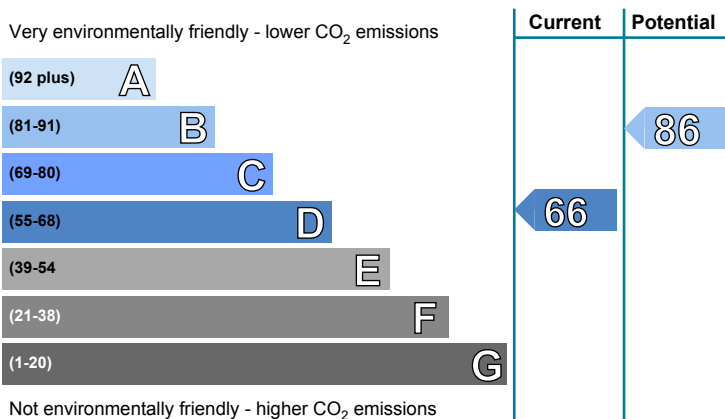 Very environmentally friendly - lower CO2 emissions
Current
Potential
(92 plus) A
(81-91) B
86
(69-80) C
(55-68) D
66
(39-54 E
(21-38) F
(1-20) G
Not environmentally friendly - higher CO2 emissions